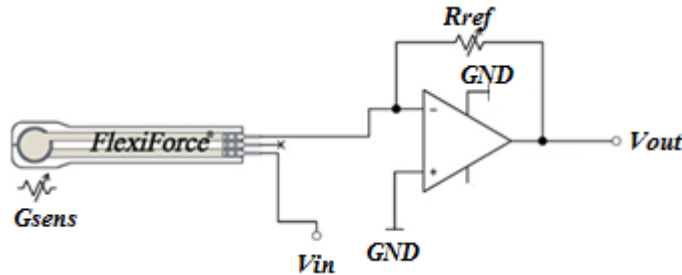 Rref
GND
FlexiForce®
Gsens
Vin
GND
Vout
− 
+